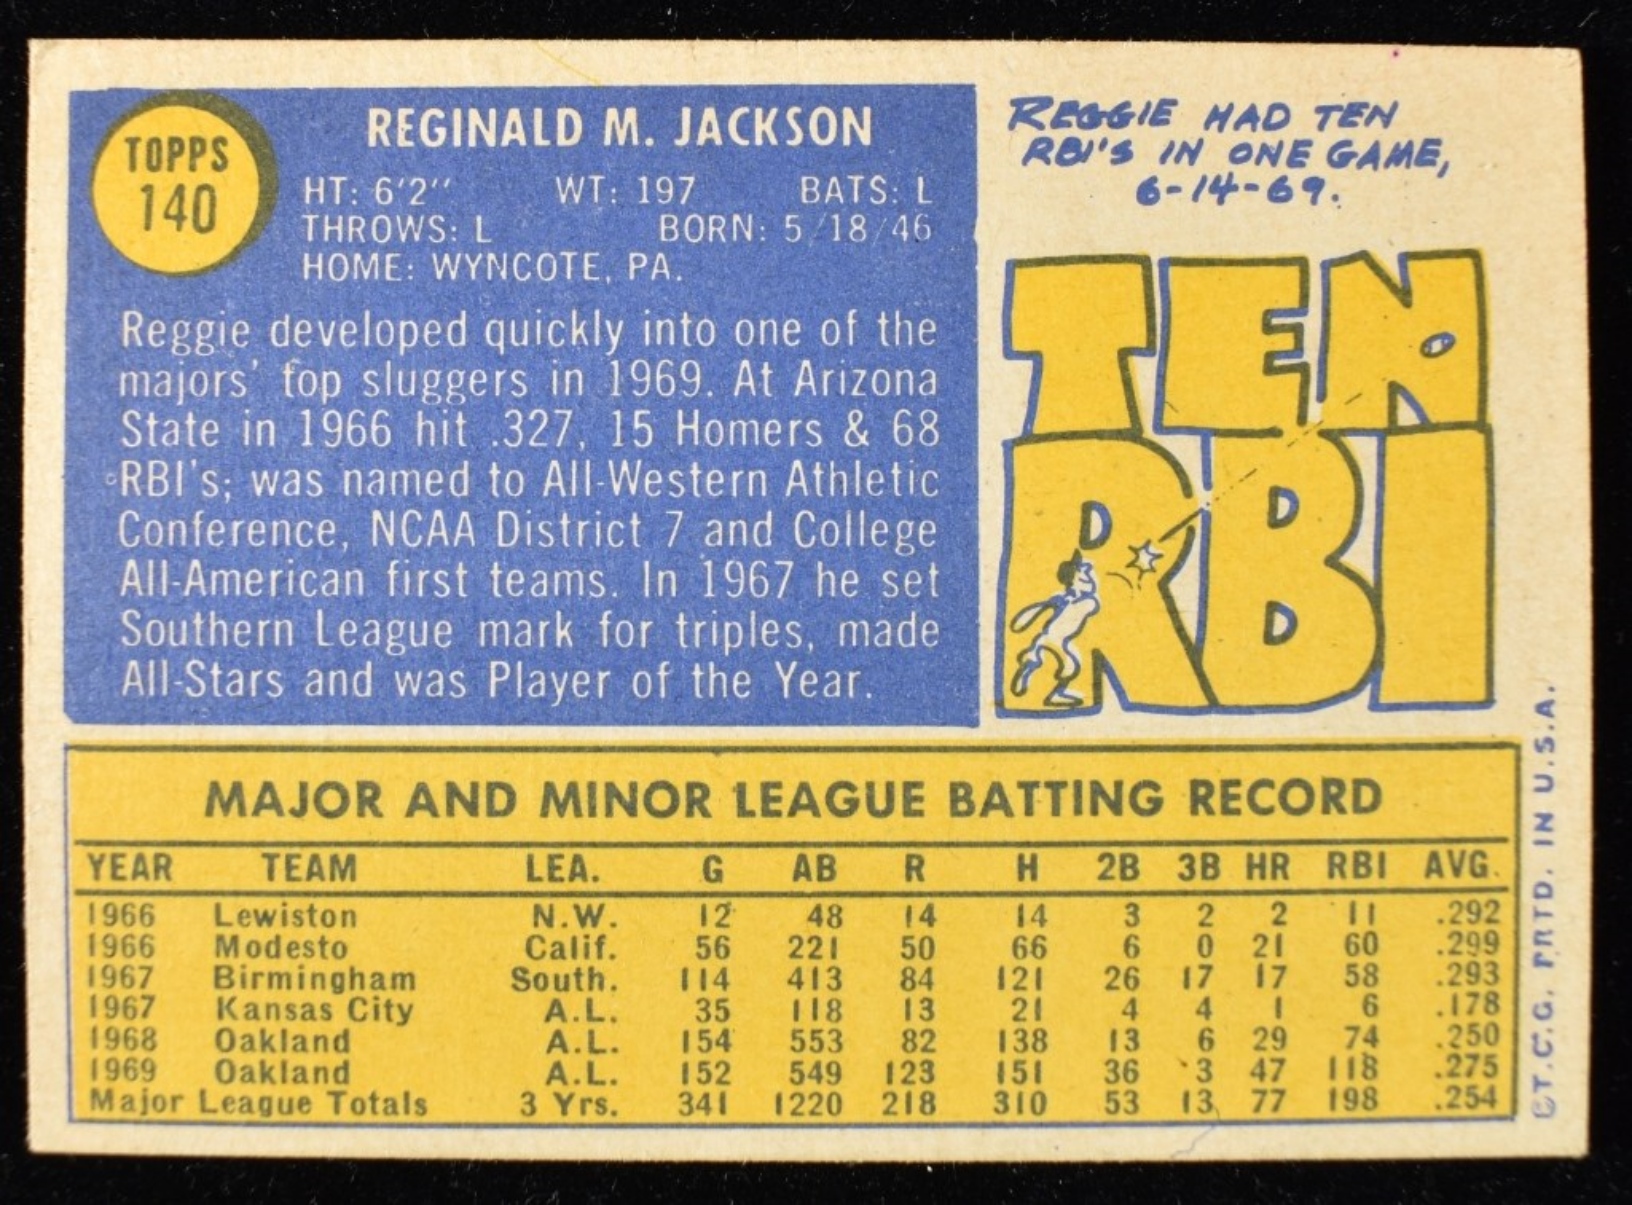 TOPPS
140
REGINALD M. JACKSON
HT: 6'2" WT: 197 BATS: L
THROWS: L BORN: 5/18/46
HOME: WYNCOTE, PA.
Reggie developed quickly into one of the
majors' top sluggers in 1969. At Arizona
State in 1966 hit .327, 15 Homers & 68
RBI's; was named to All-Western Athletic
Conference, NCAA District 7 and College
All-American first teams. In 1967 he set
Southern League mark for triples, made
All-Stars and was Player of the Year.
REGGIE HAD TEN
RBI'S IN ONE GAME,
6-14-69.
TEN
RBI
MAJOR AND MINOR LEAGUE BATTING RECORD
YEAR TEAM LEA. G AB R H 2B 3B HR RBI AVG.
1966 Lewiston N.W. 12 48 14 14 3 2 2 11 .292
1966 Modesto Calif. 56 221 50 66 6 0 21 60 .299
1967 Birmingham South. 114 413 84 121 26 17 17 58 .293
1967 Kansas City A.L. 35 118 13 21 4 4 1 6 .178
1968 Oakland A.L. 154 553 82 138 13 6 29 74 .250
1969 Oakland A.L. 152 549 123 151 36 3 47 118 .275
Major League Totals 3 Yrs. 341 1220 218 310 53 13 77 198 .254
©T.C.G. PRTD. IN U.S.A.